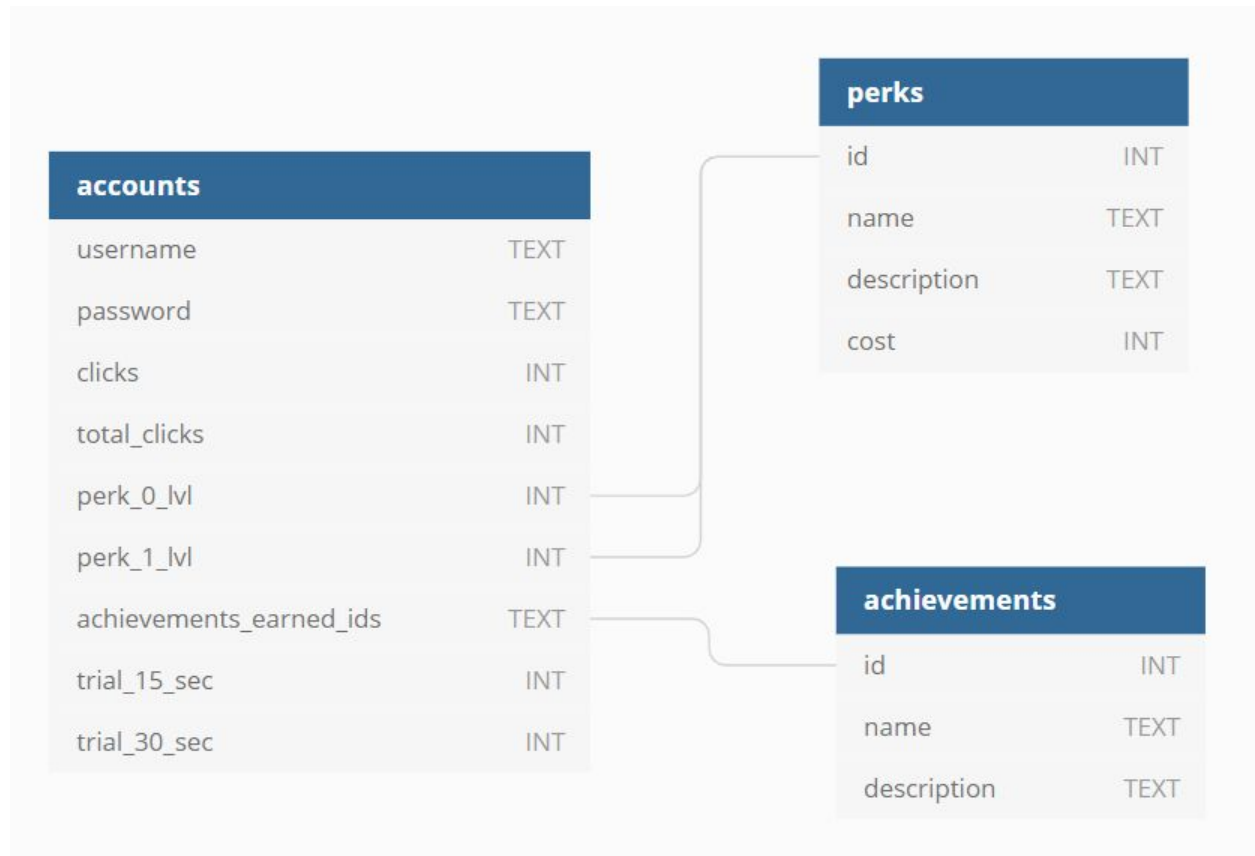 accounts
username TEXT
password TEXT
clicks INT
total_clicks INT
perk_0_lvl INT
perk_1_lvl INT
achievements_earned_ids TEXT
trial_15_sec INT
trial_30_sec INT
perks
id INT
name TEXT
description TEXT
cost INT
achievements
id INT
name TEXT
description TEXT